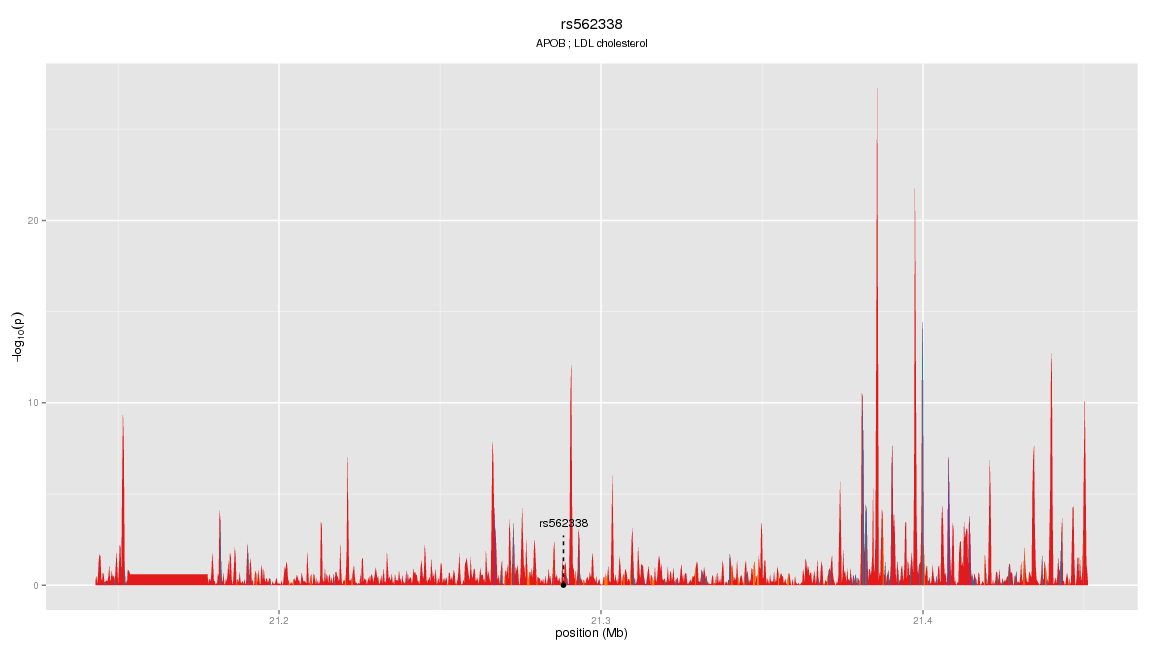 rs562338
APOB ; LDL cholesterol
20
10
0
−log10(p)
rs562338
21.2
21.3
21.4
position (Mb)